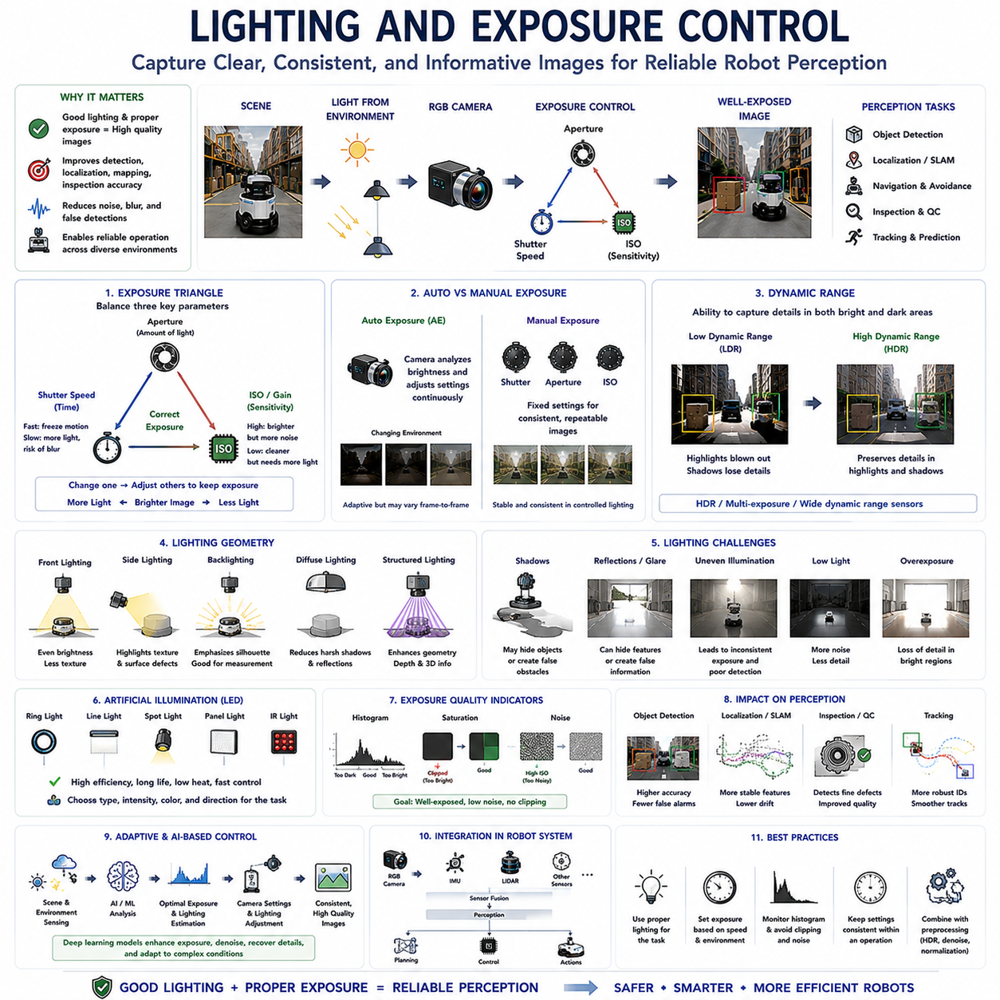 LIGHTING AND EXPOSURE CONTROL
Capture Clear, Consistent, and Informative Images for Reliable Robot Perception
WHY IT MATTERS
Good lighting & proper
exposure = High quality
images
Improves detection,
localization, mapping,
inspection accuracy
Reduces noise, blur, and
false detections
Enables reliable operation
across diverse environments
SCENE
LIGHT FROM
ENVIRONMENT
RGB CAMERA
EXPOSURE CONTROL
Aperture
Shutter
Speed
ISO
ISO
(Sensitivity)
WELL-EXPOSED
IMAGE
PERCEPTION TASKS
Object Detection
Localization / SLAM
Navigation & Avoidance
Inspection & QC
Tracking & Prediction
1. EXPOSURE TRIANGLE
Balance three key parameters
Aperture
(Amount of light)
Shutter Speed
(Time)
Fast: freeze motion
Slow: more light,
risk of blur
Correct
Exposure
ISO
ISO / Gain
(Sensitivity)
High: brighter
but more noise
Low: cleaner
but needs more light
Change one → Adjust others to keep exposure
More Light ← Brighter Image → Less Light
2. AUTO VS MANUAL EXPOSURE
Auto Exposure (AE)
Camera analyzes
brightness and
adjusts settings
continuously
Changing Environment
Adaptive but may vary frame-to-frame
Manual Exposure
Shutter
Aperture
ISO
Fixed settings for
consistent, repeatable
images
Stable and consistent in controlled lighting
3. DYNAMIC RANGE
Ability to capture details in both bright and dark areas
Low Dynamic Range
(LDR)
Highlights blown out
Shadows lose details
High Dynamic Range
(HDR)
Preserves details in
highlights and shadows
HDR / Multi-exposure / Wide dynamic range sensors
4. LIGHTING GEOMETRY
Front Lighting
Even brightness
Less texture
Side Lighting
Highlights texture
& surface defects
Backlighting
Emphasizes silhouette
Good for measurement
Diffuse Lighting
Reduces harsh shadows
& reflections
Structured Lighting
Enhances geometry
Depth & 3D info
5. LIGHTING CHALLENGES
Shadows
May hide objects
or create false
obstacles
Reflections / Glare
Can hide features
or create false
information
Uneven Illumination
Leads to inconsistent
exposure and
poor detection
Low Light
More noise
Less detail
Overexposure
Loss of detail in
bright regions
6. ARTIFICIAL ILLUMINATION (LED)
Ring Light
Line Light
Spot Light
Panel Light
IR Light
High efficiency, long life, low heat, fast control
Choose type, intensity, color, and direction for the task
7. EXPOSURE QUALITY INDICATORS
Histogram
Too Dark Good Too Bright
Saturation
Clipped
(Too Bright)
Good
Noise
High ISO
(Too Noisy)
Good
Goal: Well-exposed, low noise, no clipping
8. IMPACT ON PERCEPTION
Object Detection
Higher accuracy
Fewer false alarms
Localization / SLAM
More stable features
Lower drift
Inspection / QC
Detects fine defects
Improved quality
Tracking
More robust IDs
Smoother tracks
9. ADAPTIVE & AI-BASED CONTROL
Scene &
Environment
Sensing
AI / ML
Analysis
Optimal Exposure
& Lighting
Estimation
Camera Settings
& Lighting
Adjustment
Consistent,
High Quality
Images
Deep learning models enhance exposure, denoise, recover details,
and adapt to complex conditions
10. INTEGRATION IN ROBOT SYSTEM
RGB
Camera
IMU
LIDAR
Other
Sensors
...
Sensor Fusion
Perception
Planning
Control
Actions
11. BEST PRACTICES
Use proper
lighting for
the task
Set exposure
based on speed
& environment
Monitor histogram
& avoid clipping
and noise
Keep settings
consistent within
an operation
Combine with
preprocessing
(HDR, denoise,
normalization)
GOOD LIGHTING + PROPER EXPOSURE = RELIABLE PERCEPTION
SAFER • SMARTER • MORE EFFICIENT ROBOTS